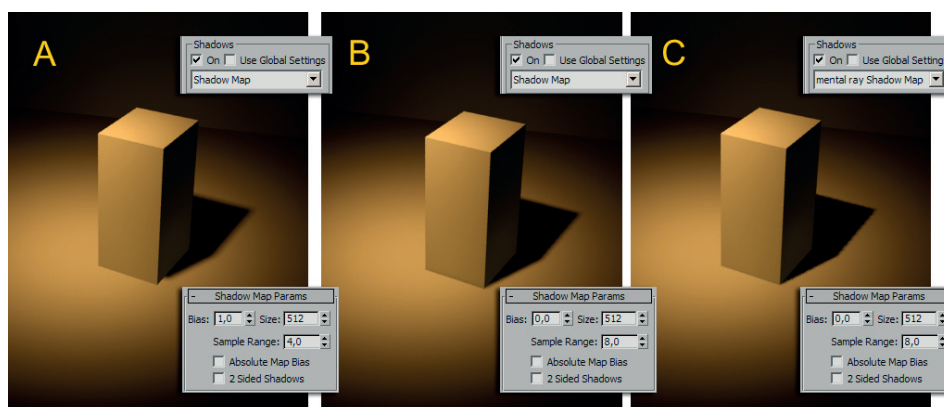 A
Shadows
On Use Global Settings
Shadow Map
- Shadow Map Params
Bias: 1,0 Size: 512
Sample Range: 4,0
Absolute Map Bias
2 Sided Shadows
B
Shadows
On Use Global Settings
Shadow Map
- Shadow Map Params
Bias: 0,0 Size: 512
Sample Range: 8,0
Absolute Map Bias
2 Sided Shadows
C
Shadows
On Use Global Setting
mental ray Shadow Map
- Shadow Map Params
Bias: 0,0 Size: 512
Sample Range: 8,0
Absolute Map Bias
2 Sided Shadows